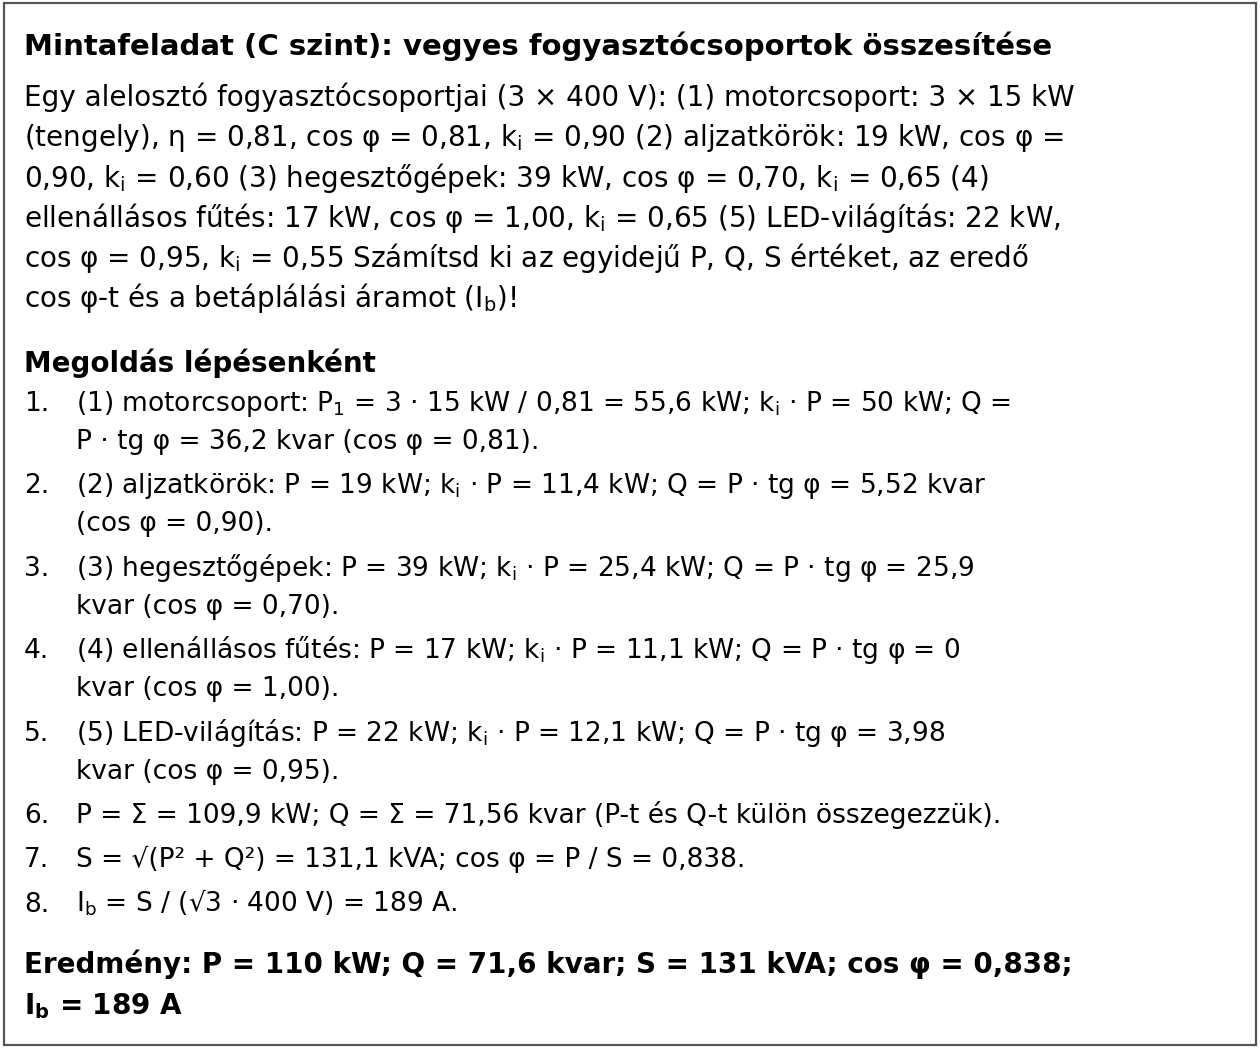 Mintafeladat (C szint): vegyes fogyasztócsoportok összesítése
Egy alelosztó fogyasztócsoportjai (3 × 400 V): (1) motorcsoport: 3 × 15 kW
(tengely), η = 0,81, cos φ = 0,81, kᵢ = 0,90 (2) aljzatkörök: 19 kW, cos φ =
0,90, kᵢ = 0,60 (3) hegesztőgépek: 39 kW, cos φ = 0,70, kᵢ = 0,65 (4)
ellenállásos fűtés: 17 kW, cos φ = 1,00, kᵢ = 0,65 (5) LED-világítás: 22 kW,
cos φ = 0,95, kᵢ = 0,55 Számítsd ki az egyidejű P, Q, S értéket, az eredő
cos φ-t és a betáplálási áramot (I_b)!
Megoldás lépésenként
1. (1) motorcsoport: P₁ = 3 · 15 kW / 0,81 = 55,6 kW; kᵢ · P = 50 kW; Q =
P · tg φ = 36,2 kvar (cos φ = 0,81).
2. (2) aljzatkörök: P = 19 kW; kᵢ · P = 11,4 kW; Q = P · tg φ = 5,52 kvar
(cos φ = 0,90).
3. (3) hegesztőgépek: P = 39 kW; kᵢ · P = 25,4 kW; Q = P · tg φ = 25,9
kvar (cos φ = 0,70).
4. (4) ellenállásos fűtés: P = 17 kW; kᵢ · P = 11,1 kW; Q = P · tg φ = 0
kvar (cos φ = 1,00).
5. (5) LED-világítás: P = 22 kW; kᵢ · P = 12,1 kW; Q = P · tg φ = 3,98
kvar (cos φ = 0,95).
6. P = Σ = 109,9 kW; Q = Σ = 71,56 kvar (P-t és Q-t külön összegezzük).
7. S = √(P² + Q²) = 131,1 kVA; cos φ = P / S = 0,838.
8. I_b = S / (√3 · 400 V) = 189 A.
Eredmény: P = 110 kW; Q = 71,6 kvar; S = 131 kVA; cos φ = 0,838;
I_b = 189 A